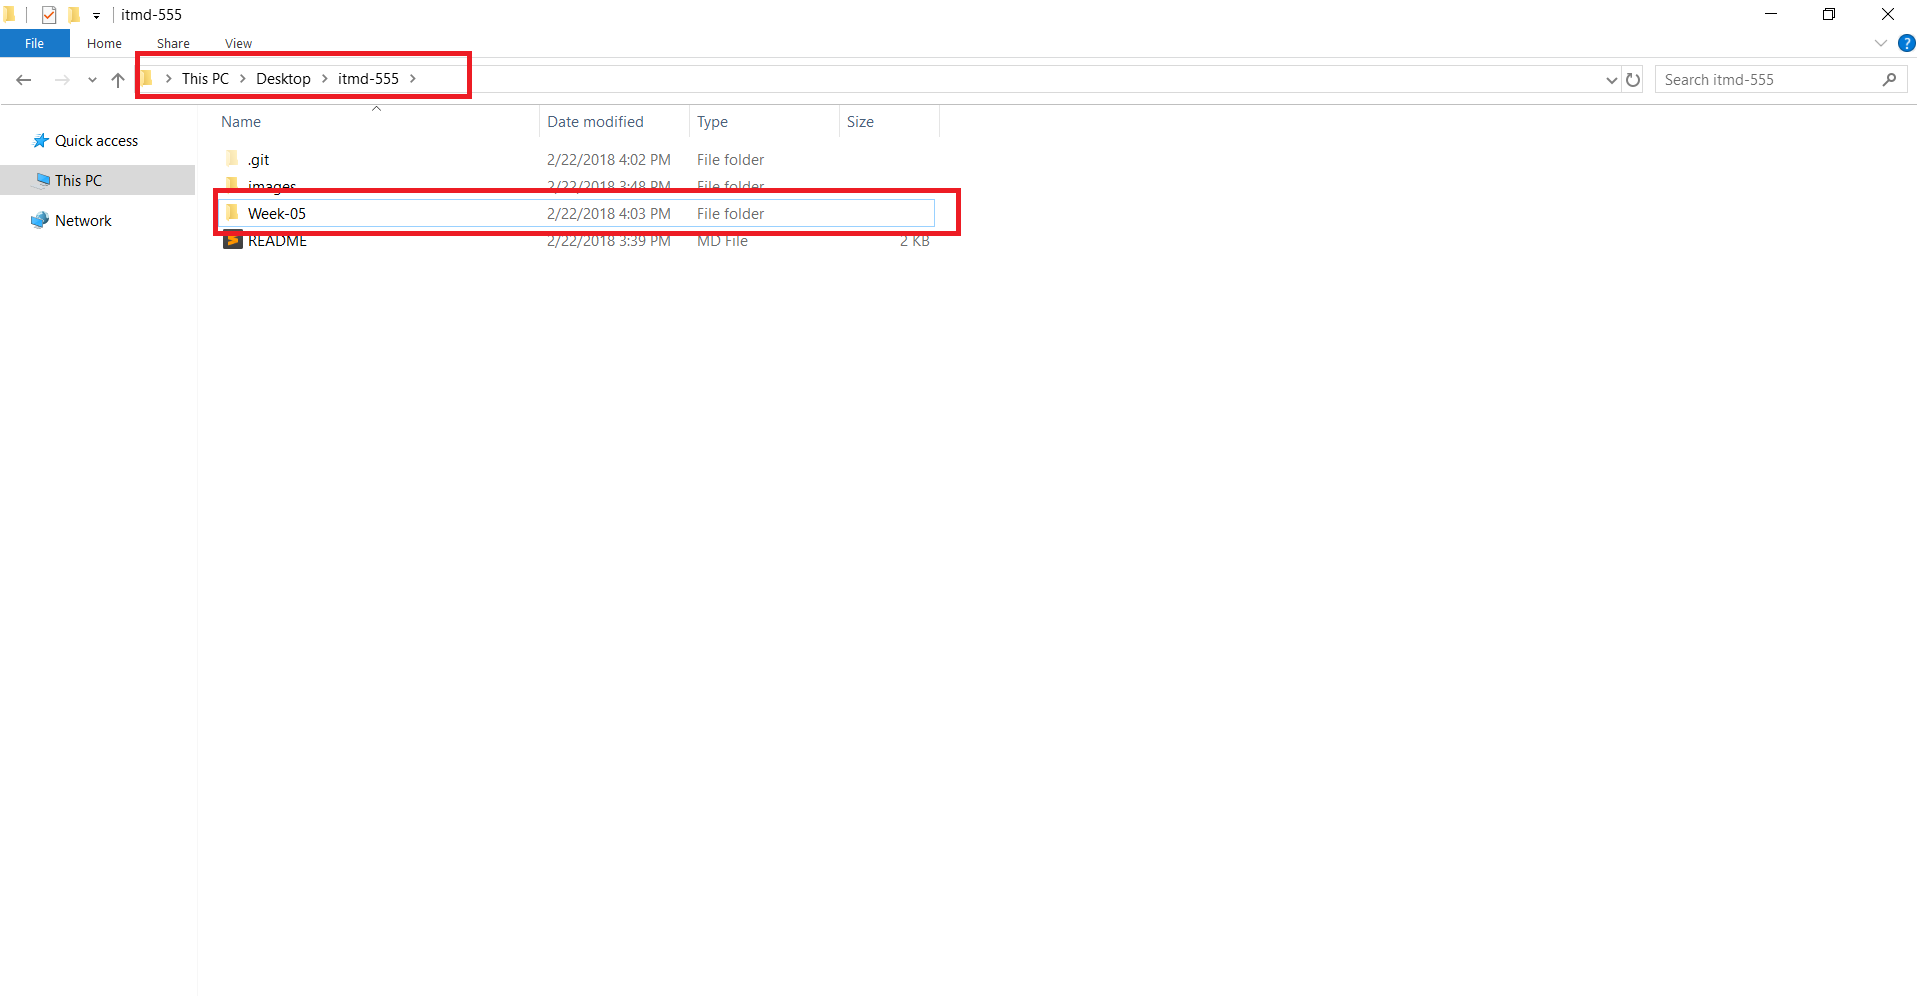 itmd-555
File Home Share View
This PC Desktop itmd-555 Search itmd-555
Name Date modified Type Size
Quick access
This PC
Network
.git 2/22/2018 4:02 PM File folder
images 2/22/2018 3:48 PM File folder
Week-05 2/22/2018 4:03 PM File folder
README 2/22/2018 3:39 PM MD File 2 KB